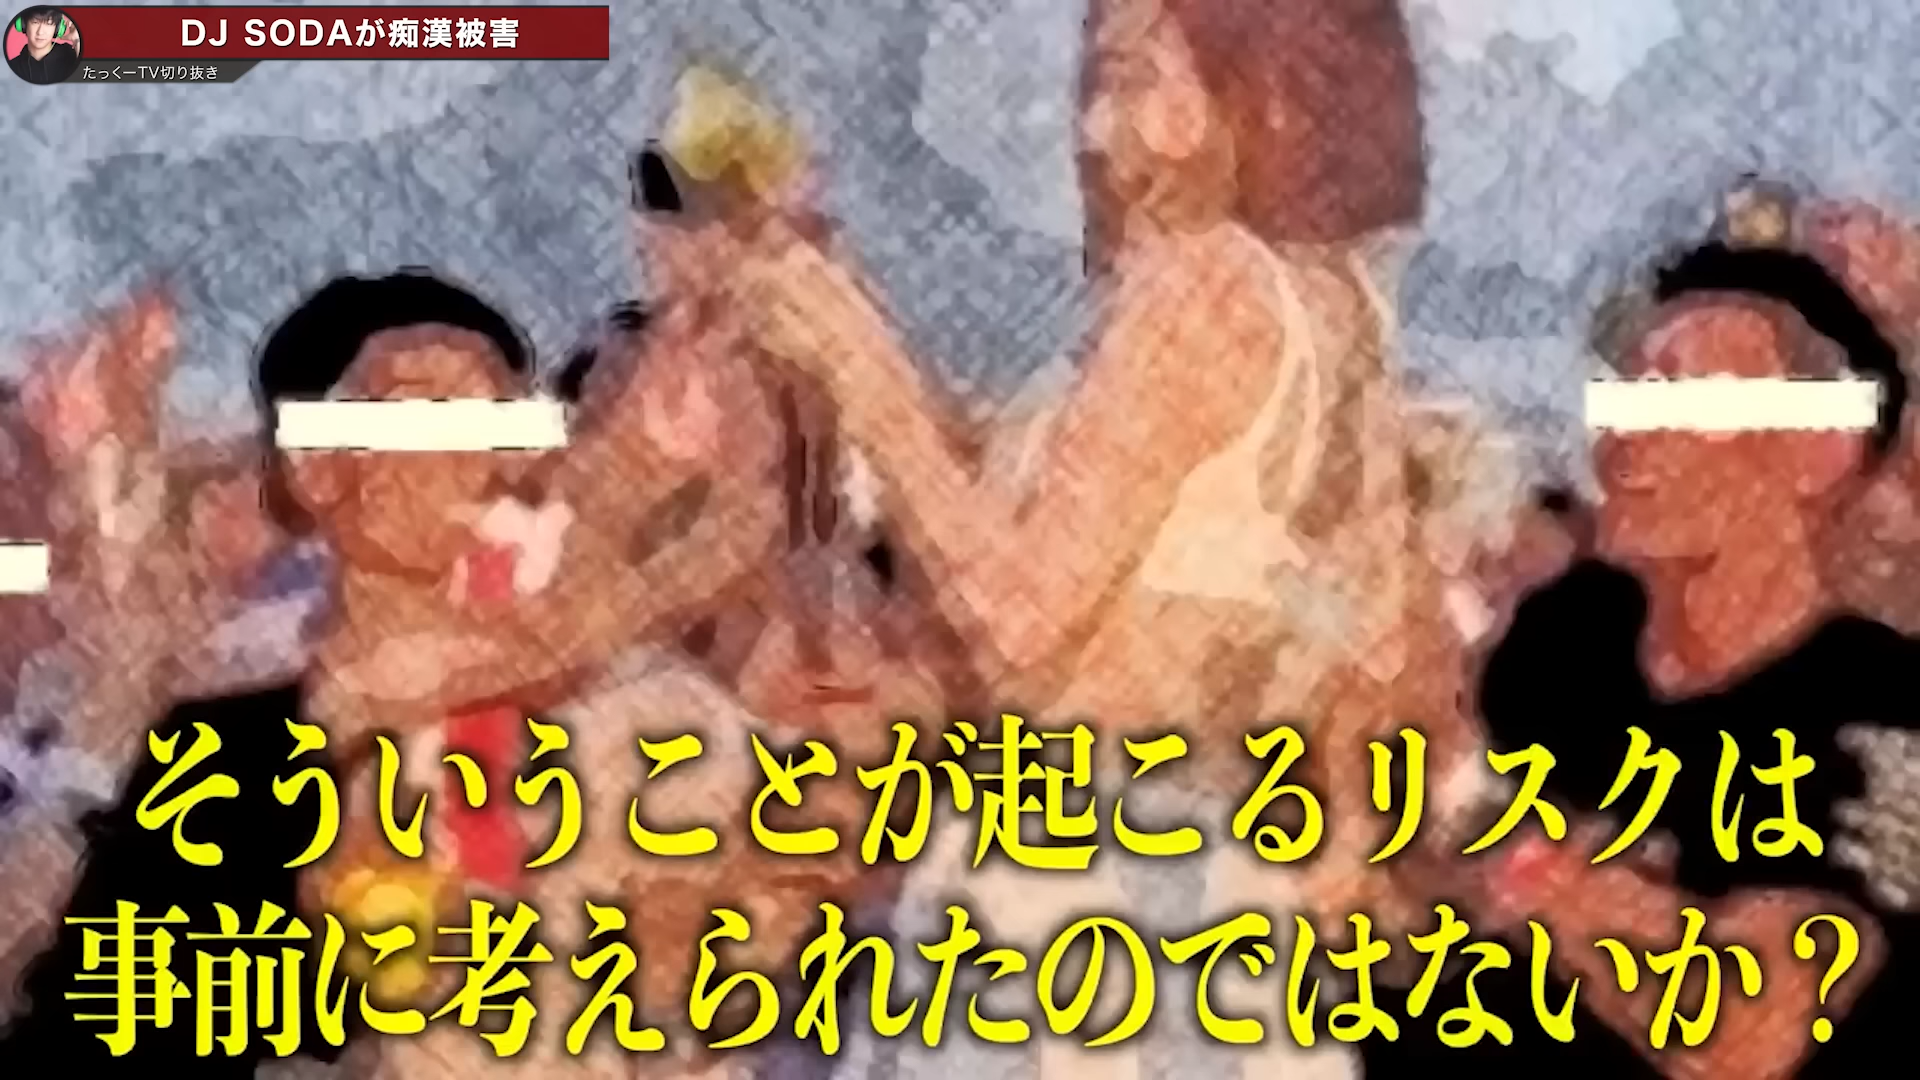 DJ SODAが痴漢被害
たっくーTV切り抜き
そういうことが起こるリスクは
事前に考えられたのではないか？